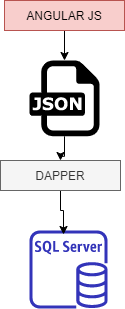 ANGULAR JS
JSON
DAPPER
SQL Server